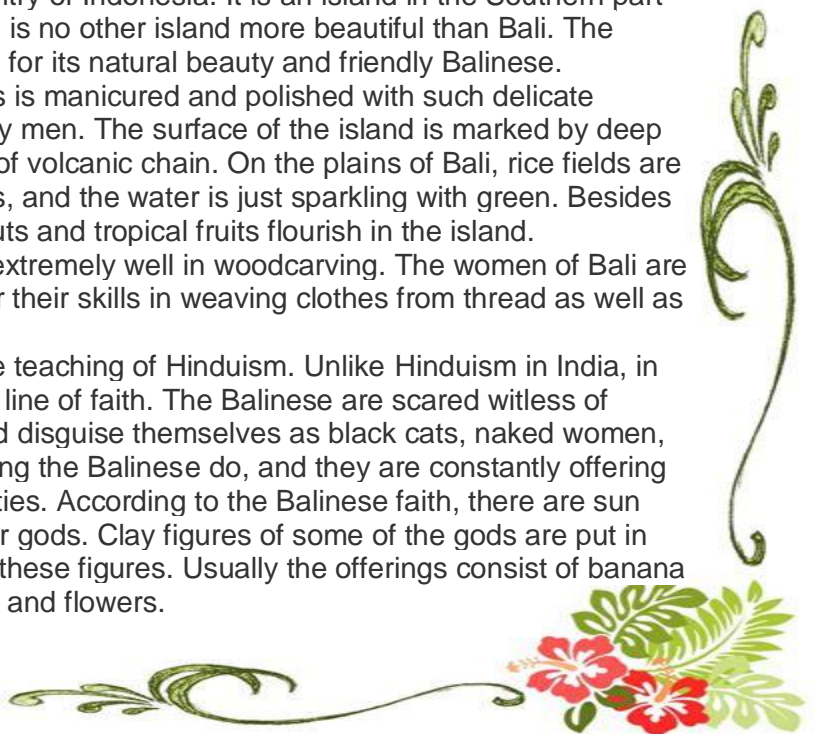 of Indonesia. It is an island in the Southern part
is no other island more beautiful than Bali. The
for its natural beauty and friendly Balinese.
is manicured and polished with such delicate
men. The surface of the island is marked by deep
of volcanic chain. On the plains of Bali, rice fields are
and the water is just sparkling with green. Besides
and tropical fruits flourish in the island.
extremely well in woodcarving. The women of Bali are
their skills in weaving clothes from thread as well as
teaching of Hinduism. Unlike Hinduism in India, in
line of faith. The Balinese are scared witless of
disguise themselves as black cats, naked women,
the Balinese do, and they are constantly offering
According to the Balinese faith, there are sun
gods. Clay figures of some of the gods are put in
these figures. Usually the offerings consist of banana
and flowers.